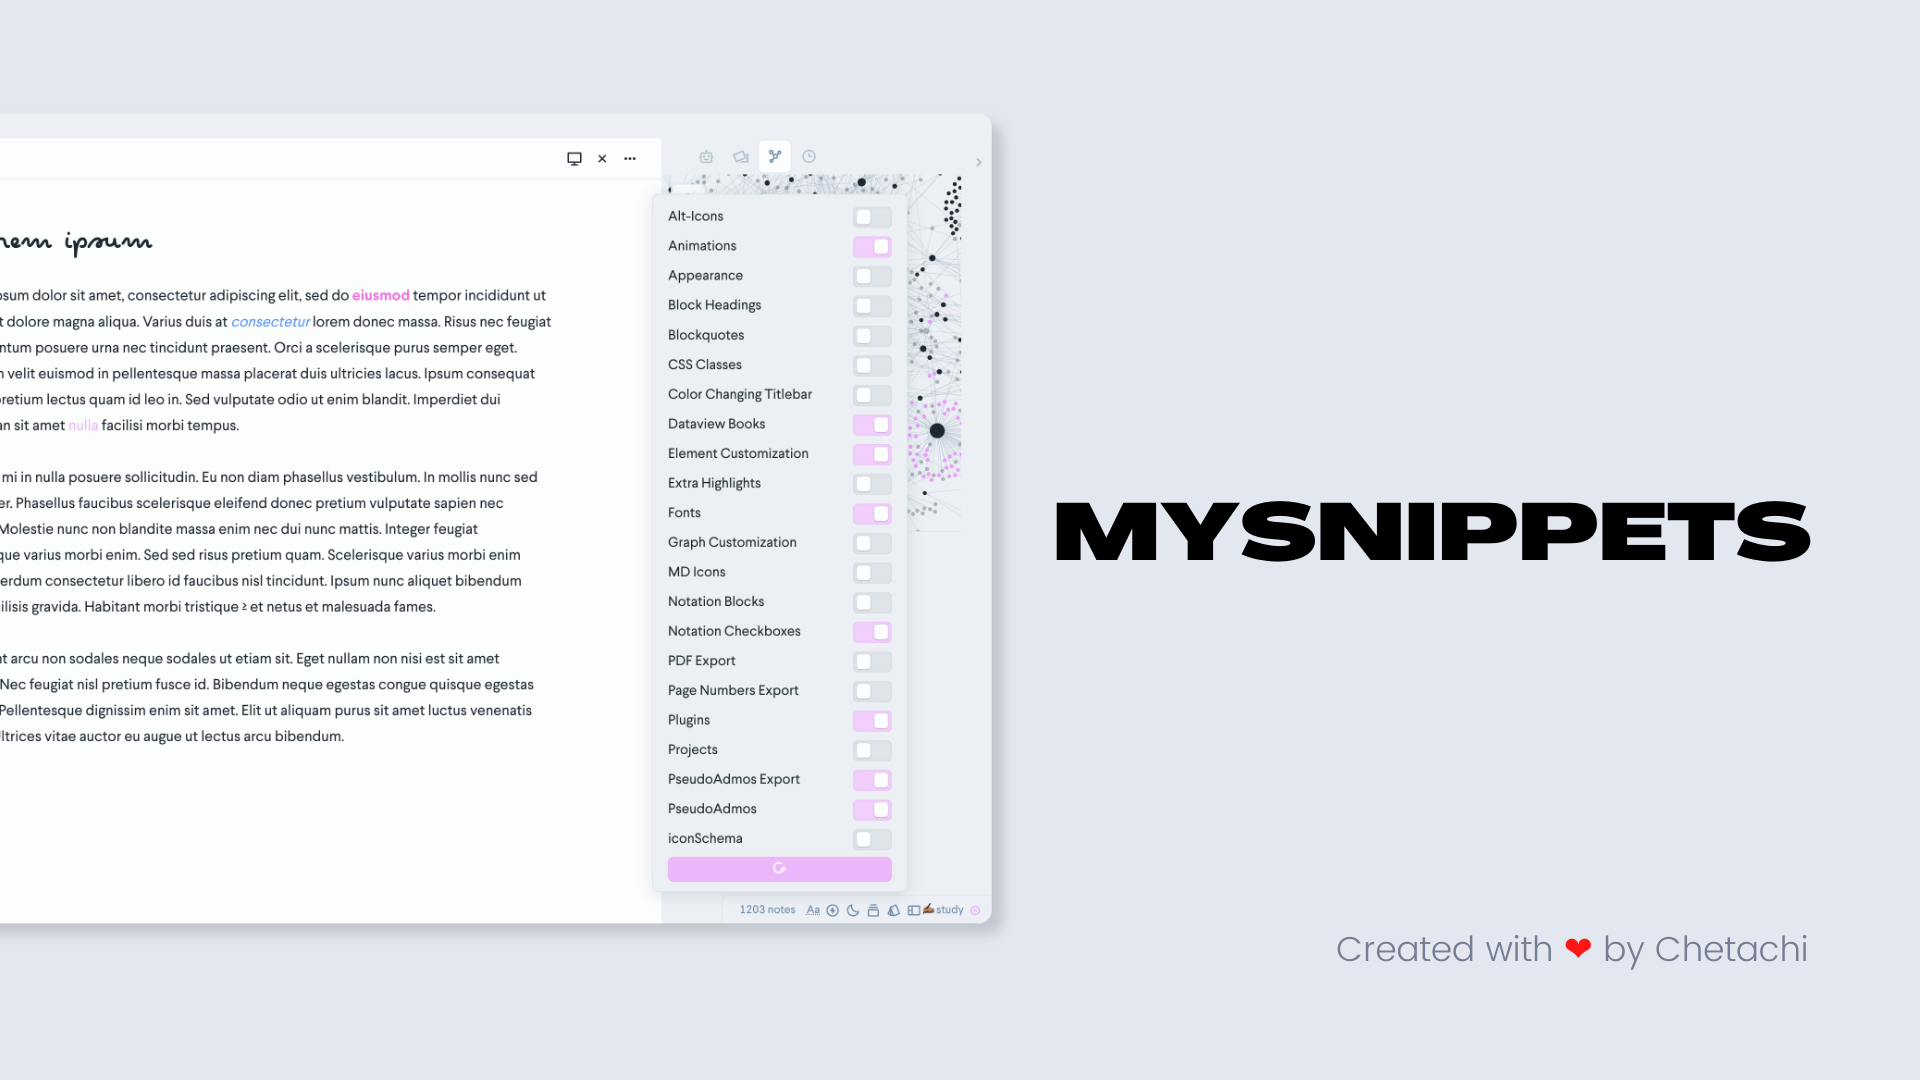 rem ipsum
psum dolor sit amet, consectetur adipiscing elit, sed do eiusmod tempor incididunt ut
t dolore magna aliqua. Varius duis at consectetur lorem donec massa. Risus nec feugiat
ntum posuere urna nec tincidunt praesent. Orci a scelerisque purus semper eget.
n velit euismod in pellentesque massa placerat duis ultricies lacus. Ipsum consequat
pretium lectus quam id leo in. Sed vulputate odio ut enim blandit. Imperdiet dui
an sit amet nulla facilisi morbi tempus.
mi in nulla posuere sollicitudin. Eu non diam phasellus vestibulum. In mollis nunc sed
er. Phasellus faucibus scelerisque eleifend donec pretium vulputate sapien nec
Molestie nunc non blandite massa enim nec dui nunc mattis. Integer feugiat
que varius morbi enim. Sed sed risus pretium quam. Scelerisque varius morbi enim
erdum consectetur libero id faucibus nisl tincidunt. Ipsum nunc aliquet bibendum
ilisis gravida. Habitant morbi tristique ² et netus et malesuada fames.
nt arcu non sodales neque sodales ut etiam sit. Eget nullam non nisi est sit amet
Nec feugiat nisl pretium fusce id. Bibendum neque egestas congue quisque egestas
Pellentesque dignissim enim sit amet. Elit ut aliquam purus sit amet luctus venenatis
Ultrices vitae auctor eu augue ut lectus arcu bibendum.
Alt-Icons
Animations
Appearance
Block Headings
Blockquotes
CSS Classes
Color Changing Titlebar
Dataview Books
Element Customization
Extra Highlights
Fonts
Graph Customization
MD Icons
Notation Blocks
Notation Checkboxes
PDF Export
Page Numbers Export
Plugins
Projects
PseudoAdmos Export
PseudoAdmos
iconSchema
1203 notes Aa ✍🏾study
MYSNIPPETS
Created with ❤ by Chetachi